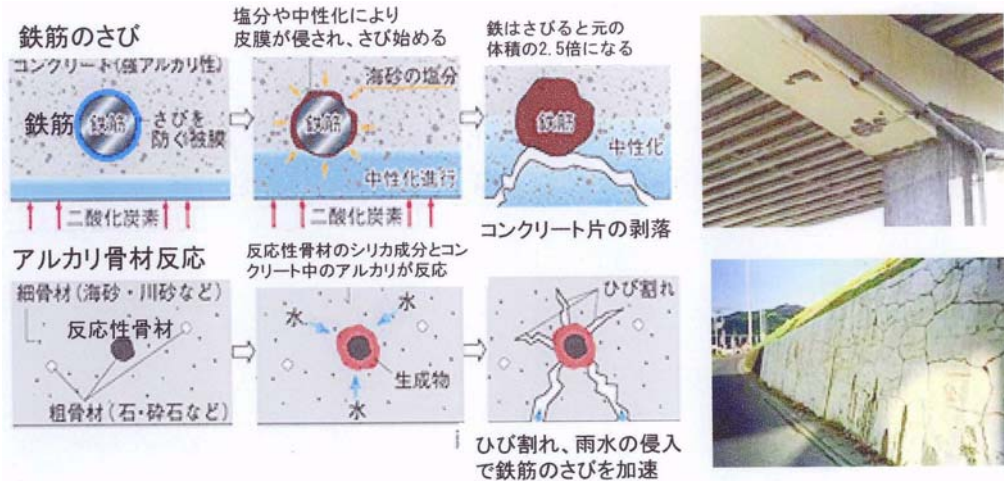 鉄筋のさび
コンクリート(強アルカリ性)
鉄筋
鉄筋
さびを
防ぐ被膜
二酸化炭素
塩分や中性化により
皮膜が侵され、さび始める
海砂の塩分
鉄筋
中性化進行
二酸化炭素
鉄はさびると元の
体積の2.5倍になる
鉄筋
中性化
コンクリート片の剥落
アルカリ骨材反応
細骨材(海砂・川砂など)
反応性骨材
粗骨材(石・砕石など)
反応性骨材のシリカ成分とコン
クリート中のアルカリが反応
水
水
生成物
水
ひび割れ
ひび割れ、雨水の侵入
で鉄筋のさびを加速